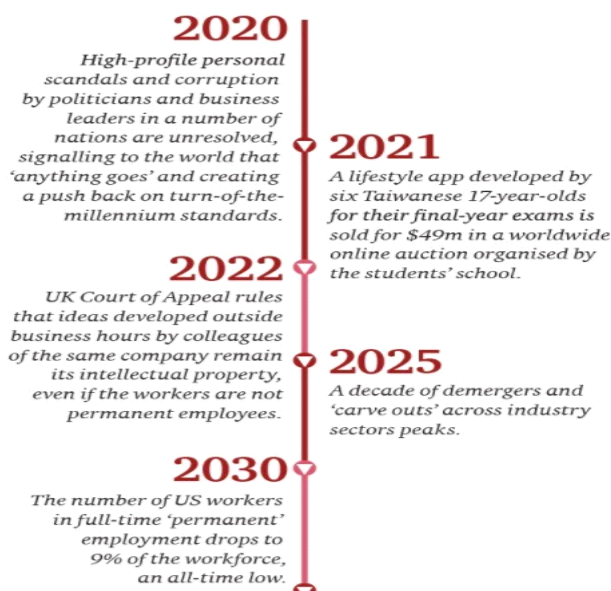 2020
High-profile personal
scandals and corruption
by politicians and business
leaders in a number of
nations are unresolved,
signalling to the world that
‘anything goes’ and creating
a push back on turn-of-the-
millennium standards.
2021
A lifestyle app developed by
six Taiwanese 17-year-olds
for their final-year exams is
sold for $49m in a worldwide
online auction organised by
the students’ school.
2022
UK Court of Appeal rules
that ideas developed outside
business hours by colleagues
of the same company remain
its intellectual property,
even if the workers are not
permanent employees.
2025
A decade of demergers and
‘carve outs’ across industry
sectors peaks.
2030
The number of US workers
in full-time ‘permanent’
employment drops to
9% of the workforce,
an all-time low.